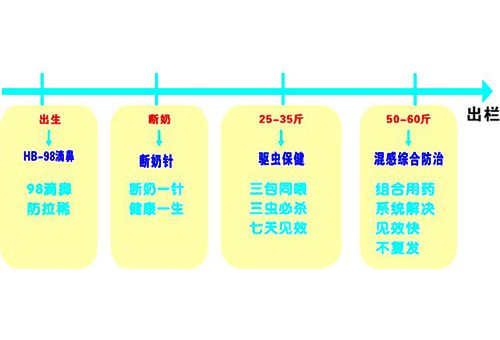 出生
HB-98滴鼻
98滴鼻
防拉稀
断奶
断奶针
断奶一针
健康一生
25-35斤
驱虫保健
三包同喂
三虫必杀
七天见效
50-60斤
混感综合防治
组合用药
系统解决
见效快
不复发
出栏